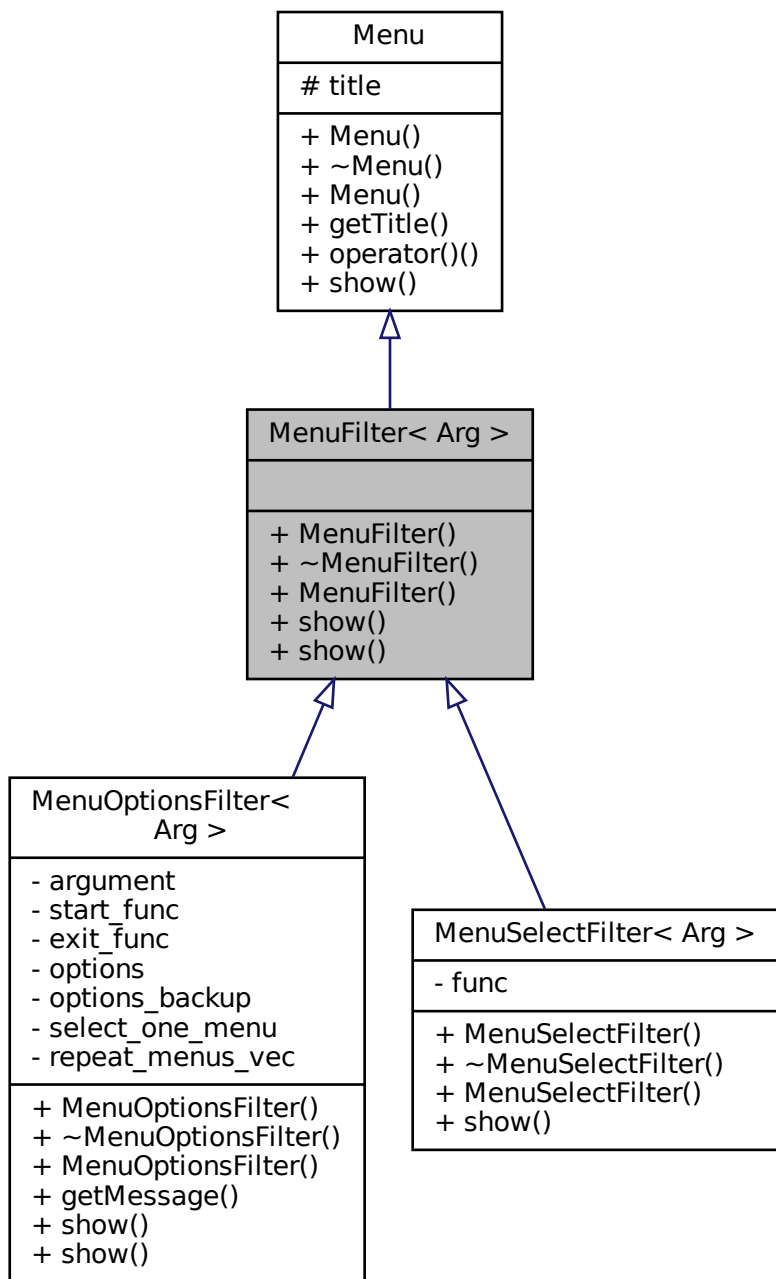 Menu
# title
+ Menu()
+ ~Menu()
+ Menu()
+ getTitle()
+ operator()()
+ show()
MenuFilter< Arg >
+ MenuFilter()
+ ~MenuFilter()
+ MenuFilter()
+ show()
+ show()
MenuOptionsFilter<
Arg >
- argument
- start_func
- exit_func
- options
- options_backup
- select_one_menu
- repeat_menus_vec
+ MenuOptionsFilter()
+ ~MenuOptionsFilter()
+ MenuOptionsFilter()
+ getMessage()
+ show()
+ show()
MenuSelectFilter< Arg >
- func
+ MenuSelectFilter()
+ ~MenuSelectFilter()
+ MenuSelectFilter()
+ show()